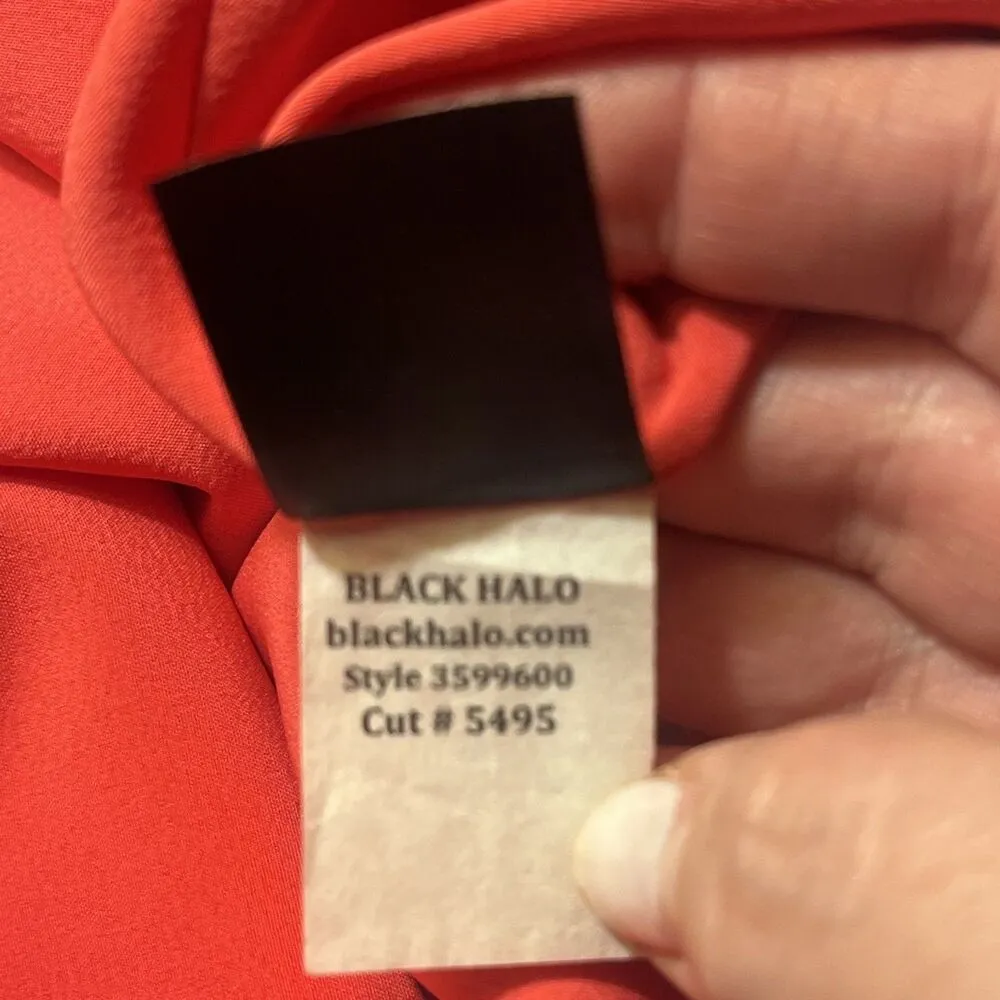 BLACK HALO
blackhalo.com
Style 3599600
Cut # 5495